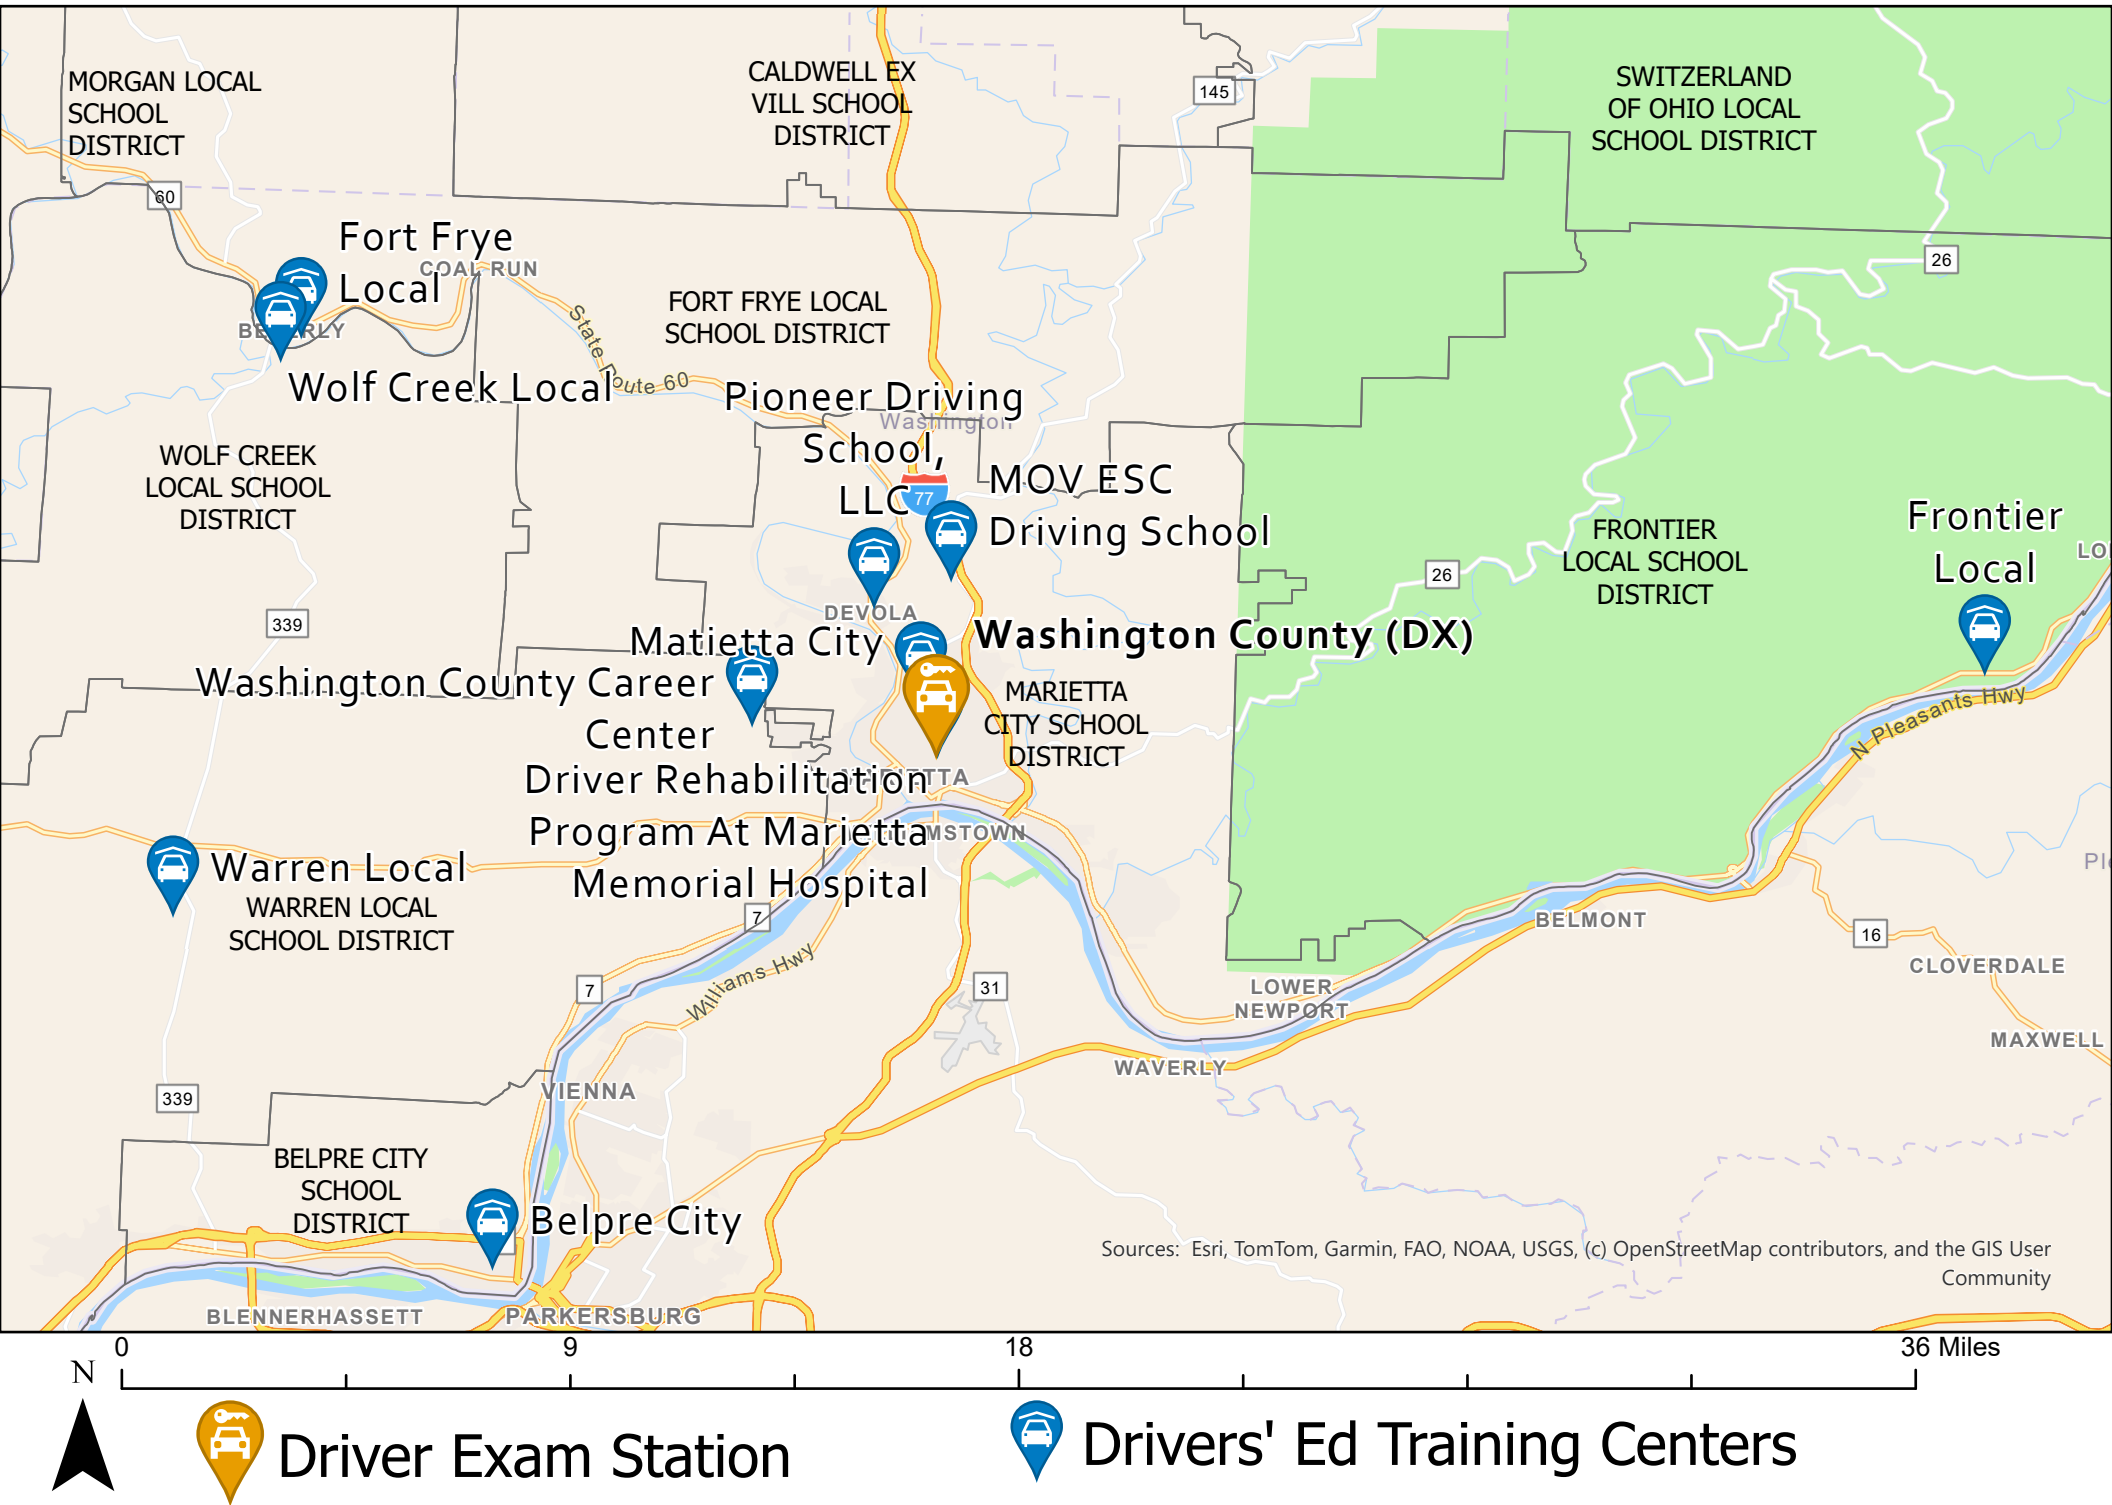 MORGAN LOCAL
SCHOOL
DISTRICT
CALDWELL EX
VILL SCHOOL
DISTRICT
145
SWITZERLAND
OF OHIO LOCAL
SCHOOL DISTRICT
60
Fort Frye
Local
COAL RUN
26
FORT FRYE LOCAL
SCHOOL DISTRICT
State Route 60
Wolf Creek Local
Pioneer Driving
School,
LLC
Washington
77
MOV ESC
Driving School
WOLF CREEK
LOCAL SCHOOL
DISTRICT
FRONTIER
LOCAL SCHOOL
DISTRICT
Frontier
Local
26
339
DEVOLA
Matietta City
Washington County (DX)
Washington County Career
Center
MARIETTA
CITY SCHOOL
DISTRICT
N Pleasants Hwy
Driver Rehabilitation
Program At Marietta
Memorial Hospital
Warren Local
WARREN LOCAL
SCHOOL DISTRICT
7
BELMONT
16
CLOVERDALE
Williams Hwy
7
31
LOWER
NEWPORT
MAXWELL
WAVERLY
VIENNA
339
BELPRE CITY
SCHOOL
DISTRICT
Belpre City
Sources: Esri, TomTom, Garmin, FAO, NOAA, USGS, (c) OpenStreetMap contributors, and the GIS User
Community
BLENNERHASSETT
PARKERSBURG
0 9 18 36 Miles
N
Driver Exam Station
Drivers' Ed Training Centers